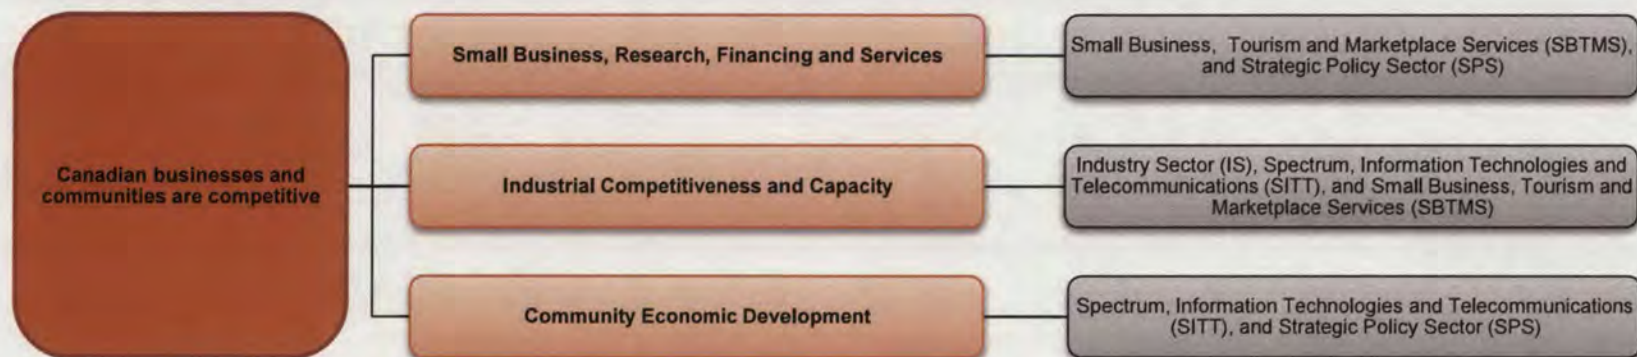 Canadian businesses and
communities are competitive
Small Business, Research, Financing and Services
Small Business, Tourism and Marketplace Services (SBTMS),
and Strategic Policy Sector (SPS)
Industrial Competitiveness and Capacity
Industry Sector (IS), Spectrum, Information Technologies and
Telecommunications (SITT), and Small Business, Tourism and
Marketplace Services (SBTMS)
Community Economic Development
Spectrum, Information Technologies and Telecommunications
(SITT), and Strategic Policy Sector (SPS)